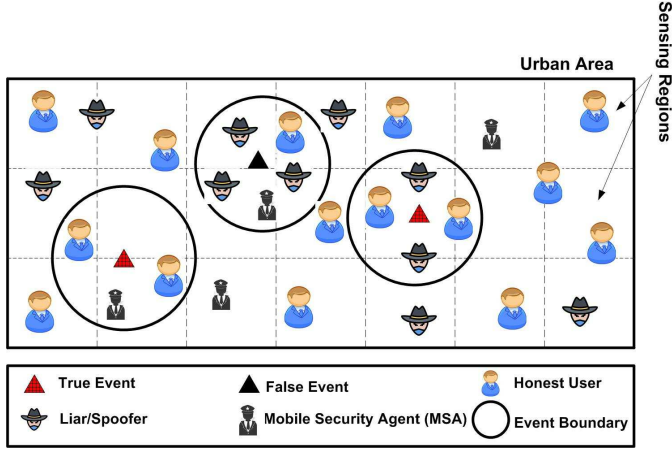 Urban Area
Sensing Regions
True Event
False Event
Honest User
Liar/Spoofer
Mobile Security Agent (MSA)
Event Boundary